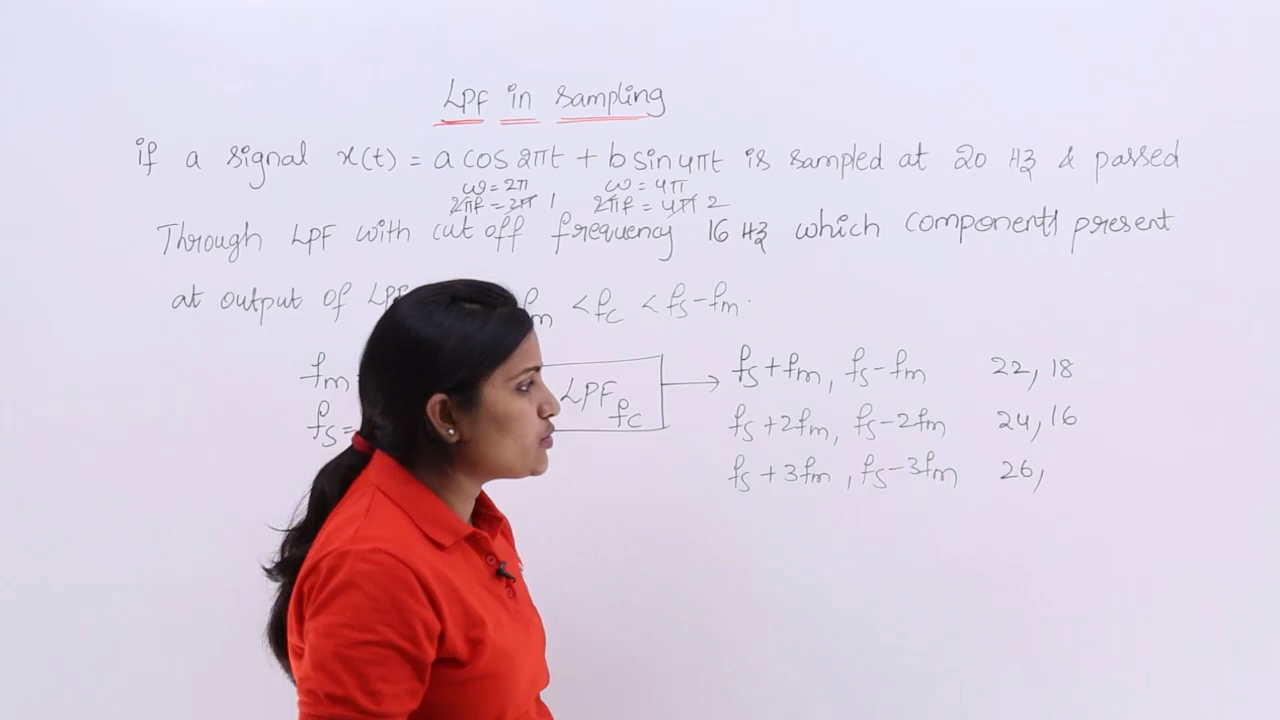 LPF in sampling
if a signal x(t) = a cos 2πt + b sin 4πt is sampled at 20 Hz & passed
ω = 2π ω = 4π
2πf = 2π 1 2πf = 4π 2
Through LPF with cut off frequency 16 Hz which components present
at output of LPF fm < fc < fs - fm.
fm LPF fc fs + fm, fs - fm 22, 18
fs = fs + 2fm, fs - 2fm 24, 16
fs + 3fm, fs - 3fm 26,